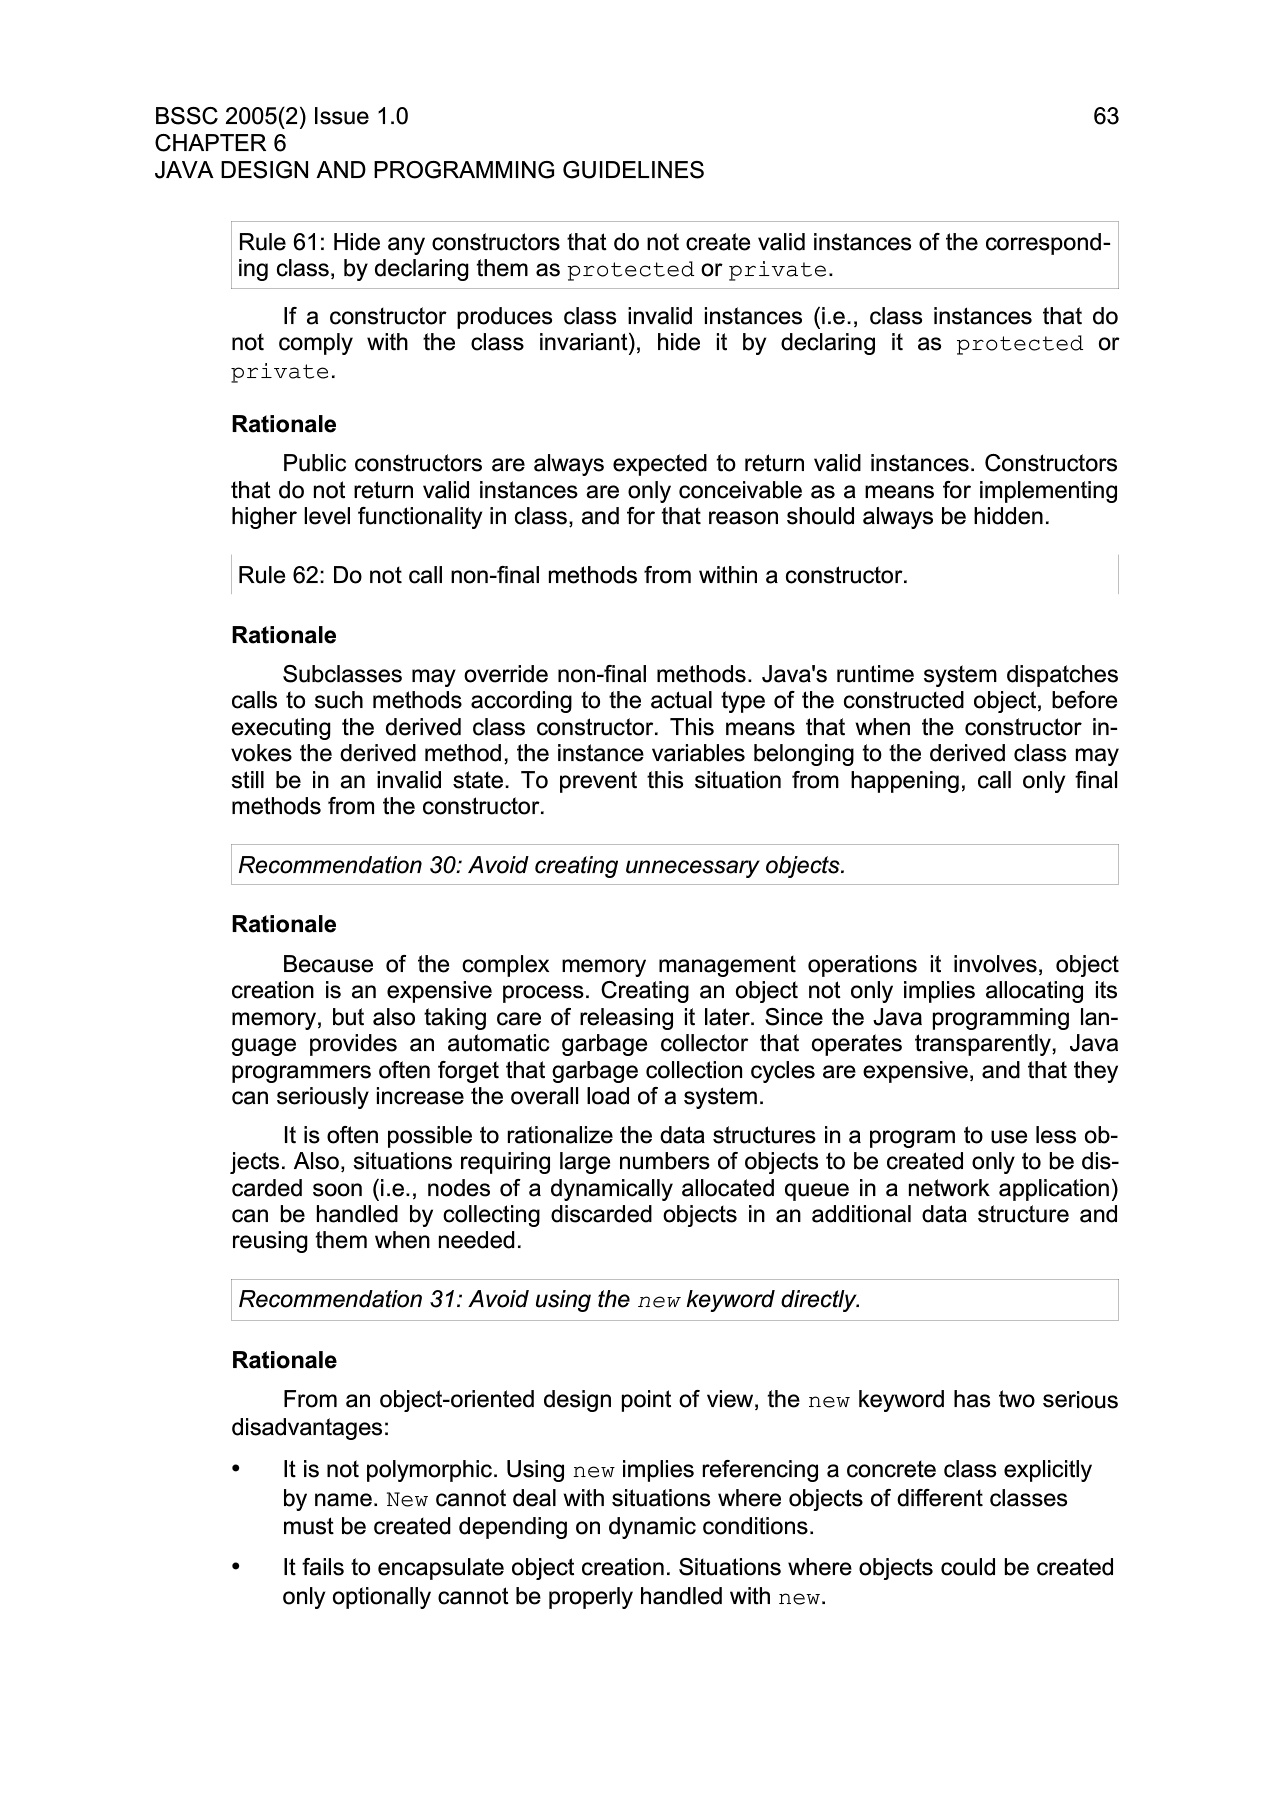 BSSC 2005(2) Issue 1.0 63
CHAPTER 6
JAVA DESIGN AND PROGRAMMING GUIDELINES
Rule 61: Hide any constructors that do not create valid instances of the correspond-
ing class, by declaring them as protected or private.
If a constructor produces class invalid instances (i.e., class instances that do
not comply with the class invariant), hide it by declaring it as protected or
private.
Rationale
Public constructors are always expected to return valid instances. Constructors
that do not return valid instances are only conceivable as a means for implementing
higher level functionality in class, and for that reason should always be hidden.
Rule 62: Do not call non-final methods from within a constructor.
Rationale
Subclasses may override non-final methods. Java's runtime system dispatches
calls to such methods according to the actual type of the constructed object, before
executing the derived class constructor. This means that when the constructor in-
vokes the derived method, the instance variables belonging to the derived class may
still be in an invalid state. To prevent this situation from happening, call only final
methods from the constructor.
Recommendation 30: Avoid creating unnecessary objects.
Rationale
Because of the complex memory management operations it involves, object
creation is an expensive process. Creating an object not only implies allocating its
memory, but also taking care of releasing it later. Since the Java programming lan-
guage provides an automatic garbage collector that operates transparently, Java
programmers often forget that garbage collection cycles are expensive, and that they
can seriously increase the overall load of a system.
It is often possible to rationalize the data structures in a program to use less ob-
jects. Also, situations requiring large numbers of objects to be created only to be dis-
carded soon (i.e., nodes of a dynamically allocated queue in a network application)
can be handled by collecting discarded objects in an additional data structure and
reusing them when needed.
Recommendation 31: Avoid using the new keyword directly.
Rationale
From an object-oriented design point of view, the new keyword has two serious
disadvantages:
• It is not polymorphic. Using new implies referencing a concrete class explicitly
by name. New cannot deal with situations where objects of different classes
must be created depending on dynamic conditions.
• It fails to encapsulate object creation. Situations where objects could be created
only optionally cannot be properly handled with new.